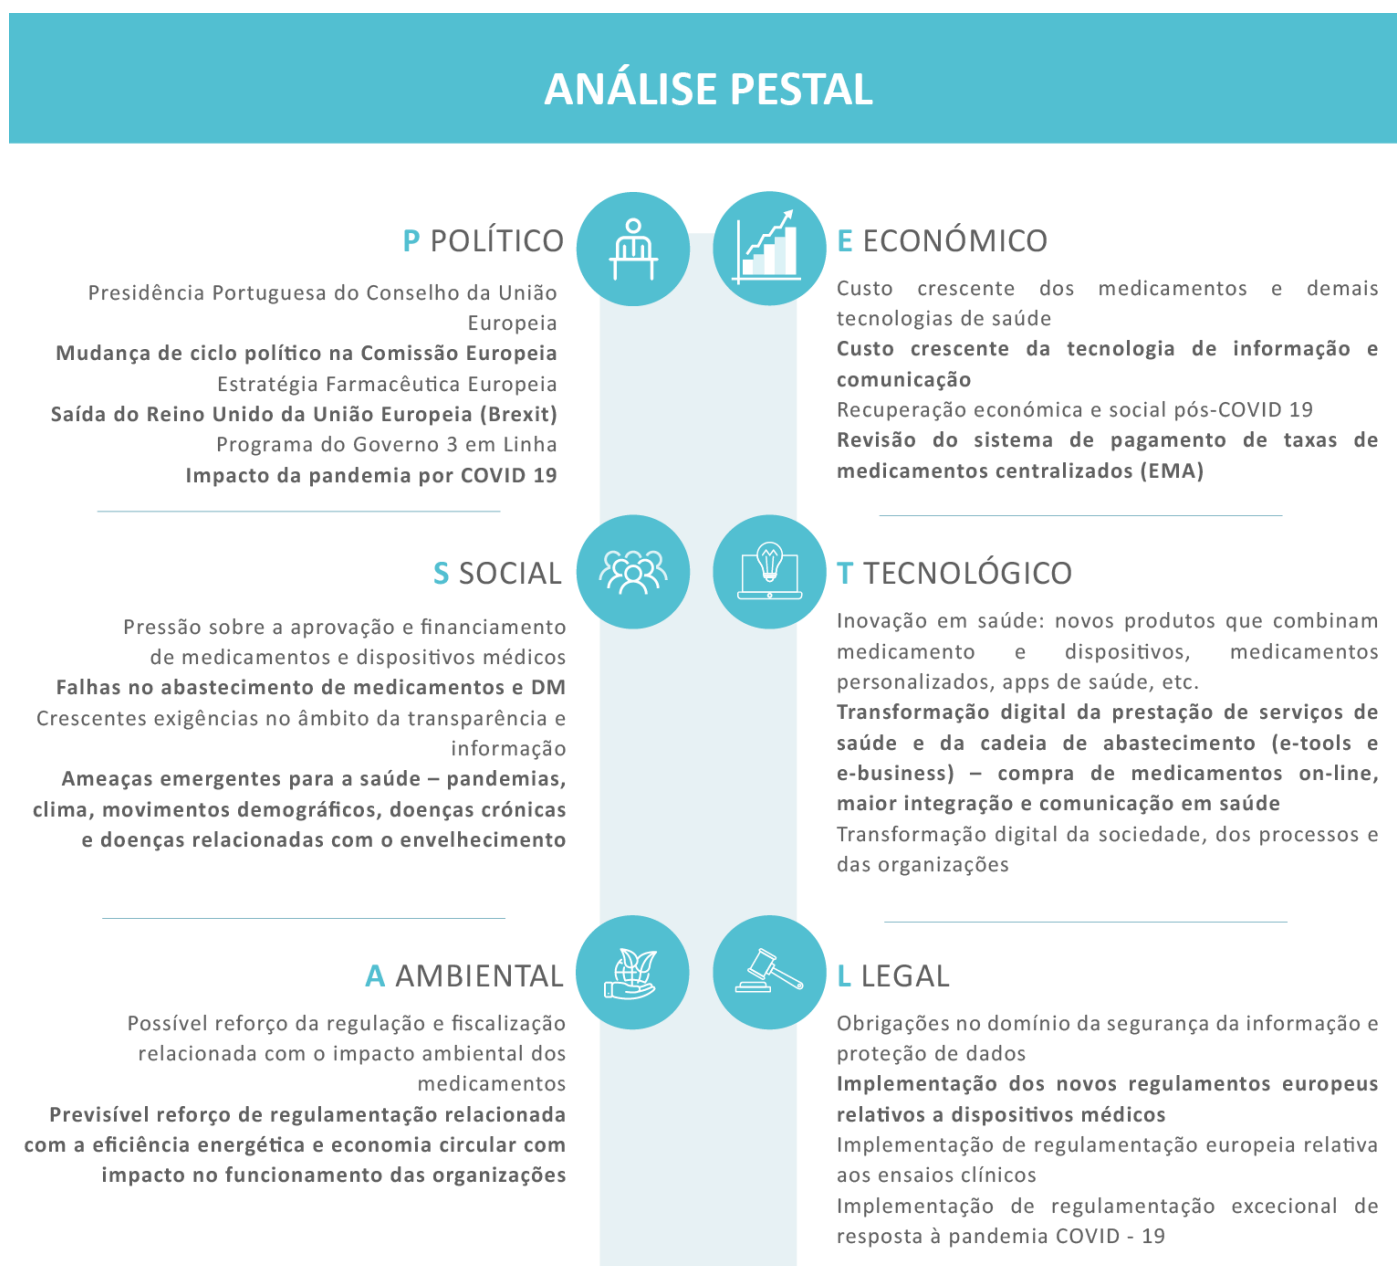 ANÁLISE PESTAL
P POLÍTICO
Presidência Portuguesa do Conselho da União
Europeia
Mudança de ciclo político na Comissão Europeia
Estratégia Farmacêutica Europeia
Saída do Reino Unido da União Europeia (Brexit)
Programa do Governo 3 em Linha
Impacto da pandemia por COVID 19
E ECONÓMICO
Custo crescente dos medicamentos e demais
tecnologias de saúde
Custo crescente da tecnologia de informação e
comunicação
Recuperação económica e social pós-COVID 19
Revisão do sistema de pagamento de taxas de
medicamentos centralizados (EMA)
S SOCIAL
Pressão sobre a aprovação e financiamento
de medicamentos e dispositivos médicos
Falhas no abastecimento de medicamentos e DM
Crescentes exigências no âmbito da transparência e
informação
Ameaças emergentes para a saúde – pandemias,
clima, movimentos demográficos, doenças crónicas
e doenças relacionadas com o envelhecimento
T TECNOLÓGICO
Inovação em saúde: novos produtos que combinam
medicamento e dispositivos, medicamentos
personalizados, apps de saúde, etc.
Transformação digital da prestação de serviços de
saúde e da cadeia de abastecimento (e-tools e
e-business) – compra de medicamentos on-line,
maior integração e comunicação em saúde
Transformação digital da sociedade, dos processos e
das organizações
A AMBIENTAL
Possível reforço da regulação e fiscalização
relacionada com o impacto ambiental dos
medicamentos
Previsível reforço de regulamentação relacionada
com a eficiência energética e economia circular com
impacto no funcionamento das organizações
L LEGAL
Obrigações no domínio da segurança da informação e
proteção de dados
Implementação dos novos regulamentos europeus
relativos a dispositivos médicos
Implementação de regulamentação europeia relativa
aos ensaios clínicos
Implementação de regulamentação excecional de
resposta à pandemia COVID - 19